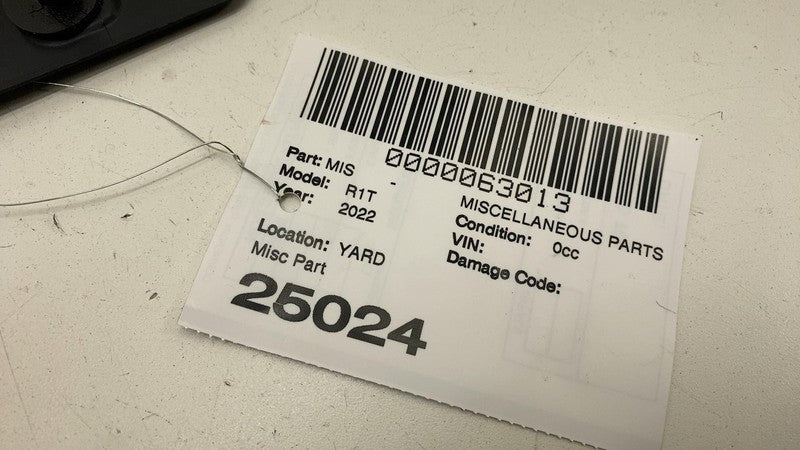 0000063013
Part: MIS - MISCELLANEOUS PARTS
Model: R1T Condition: 0cc
Year: 2022 VIN:
Damage Code:
Location: YARD
Misc Part
25024